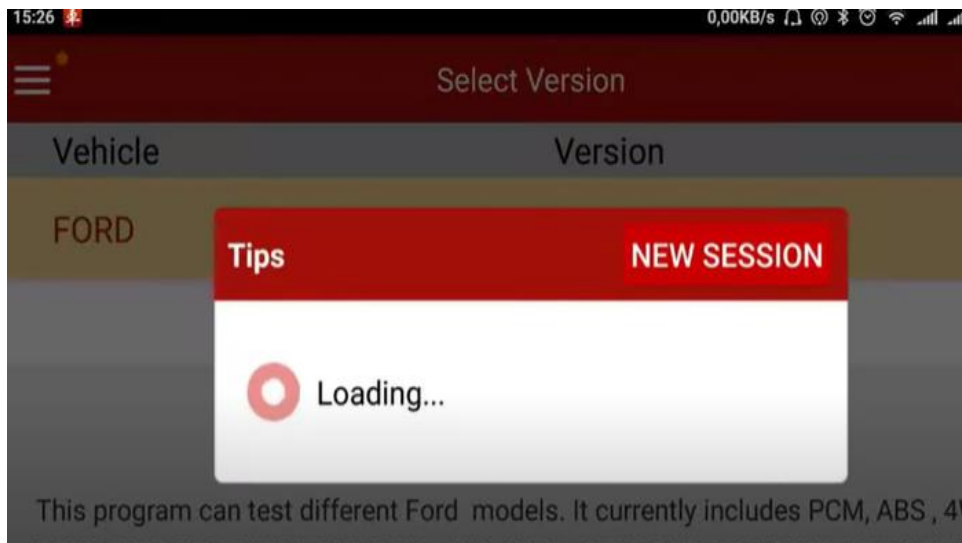 15:26 0,00KB/s
Select Version
Vehicle Version
FORD
Tips NEW SESSION
Loading...
This program can test different Ford models. It currently includes PCM, ABS ,